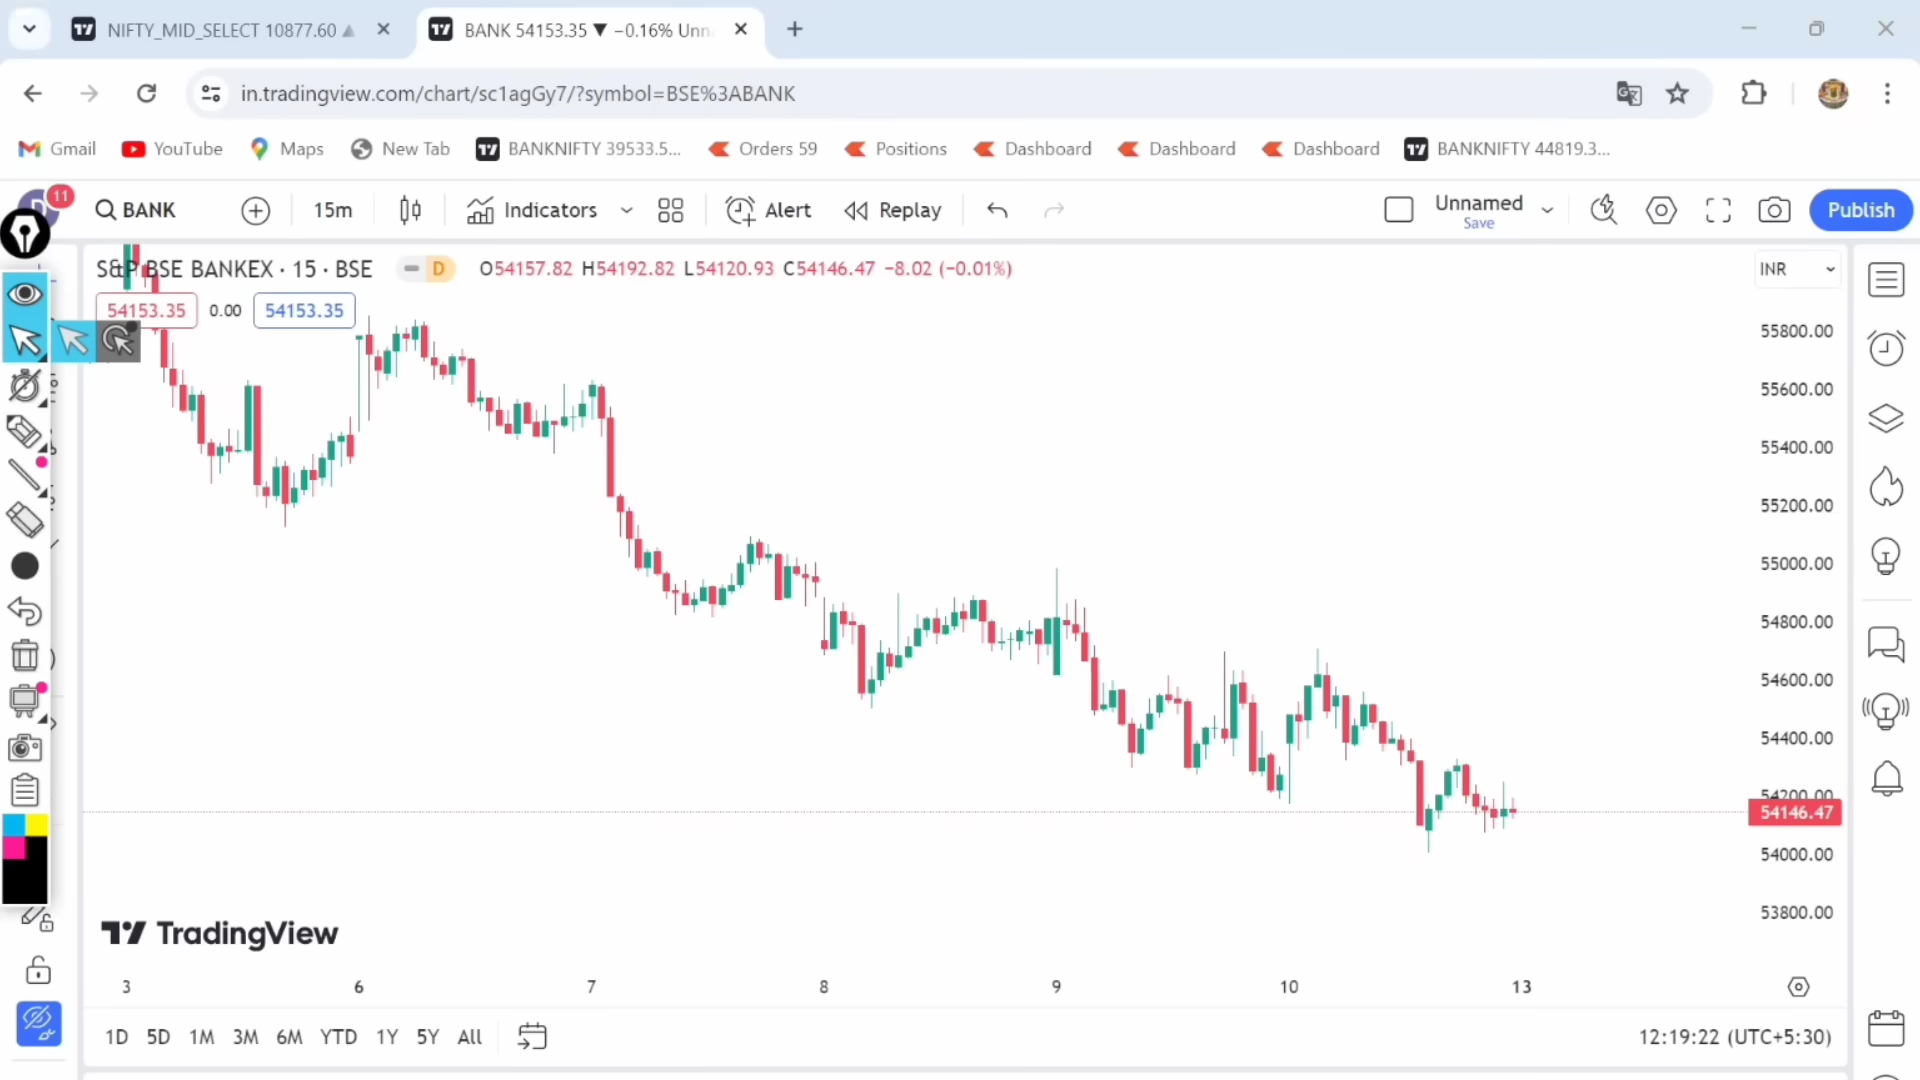 NIFTY_MID_SELECT 10877.60
BANK 54153.35 ▼ −0.16% Unn
in.tradingview.com/chart/sc1agGy7/?symbol=BSE%3ABANK
Gmail
YouTube
Maps
New Tab
BANKNIFTY 39533.5...
Orders 59
Positions
Dashboard
Dashboard
Dashboard
BANKNIFTY 44819.3...
11
BANK
15m
Indicators
Alert
Replay
Unnamed
Save
Publish
S&P BSE BANKEX · 15 · BSE
D
O54157.82 H54192.82 L54120.93 C54146.47 −8.02 (−0.01%)
INR
54153.35 0.00 54153.35
55800.00
55600.00
55400.00
55200.00
55000.00
54800.00
54600.00
54400.00
54200.00
54146.47
54000.00
53800.00
TradingView
3 6 7 8 9 10 13
1D 5D 1M 3M 6M YTD 1Y 5Y All
12:19:22 (UTC+5:30)